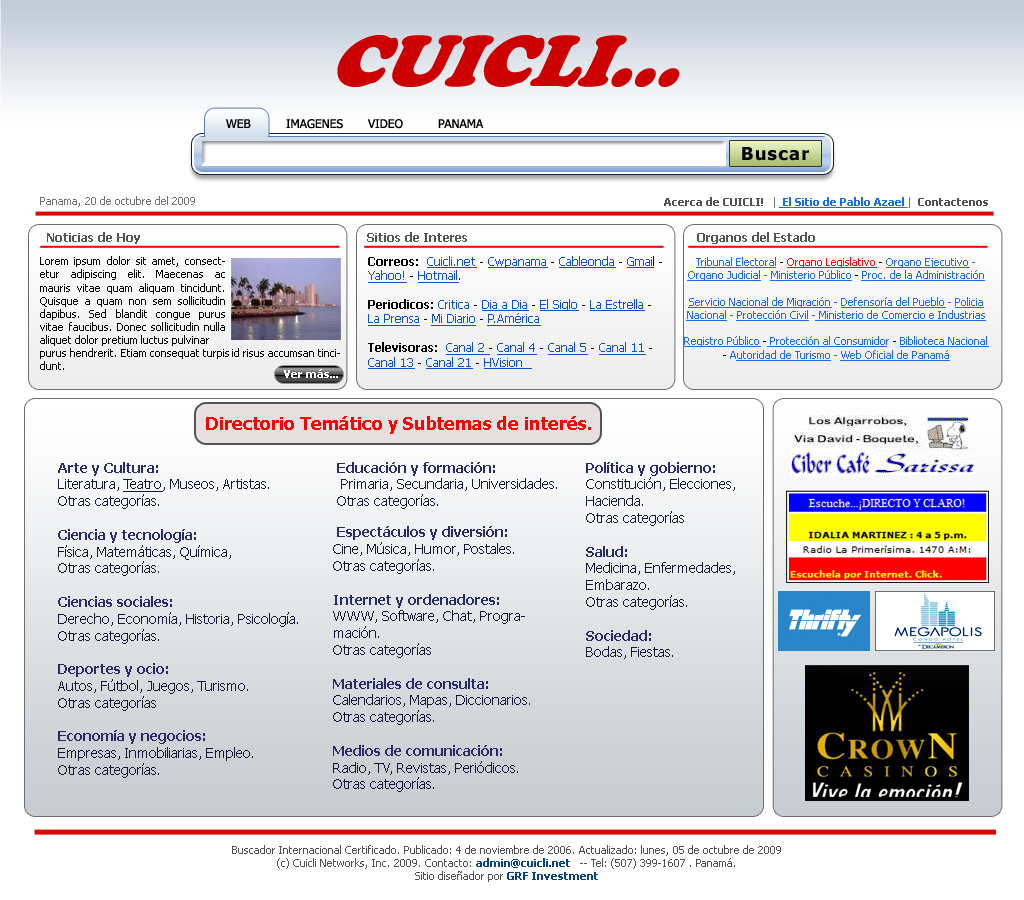 CUICLI...
WEB IMAGENES VIDEO PANAMA
Buscar
Panama, 20 de octubre del 2009
Acerca de CUICLI! | El Sitio de Pablo Azael | Contactenos
Noticias de Hoy
Lorem ipsum dolor sit amet, consect-
etur adipiscing elit. Maecenas ac
mauris vitae quam aliquam tincidunt.
Quisque a quam non sem sollicitudin
dapibus. Sed blandit congue purus
vitae faucibus. Donec sollicitudin nulla
aliquet dolor pretium luctus pulvinar
purus hendrerit. Etiam consequat turpis id risus accumsan tinci-
dunt.
Ver más...
Sitios de Interes
Correos: Cuicli.net - Cwpanama - Cableonda - Gmail -
Yahoo! - Hotmail.
Periodicos: Critica - Dia a Dia - El Siglo - La Estrella -
La Prensa - Mi Diario - P.América
Televisoras: Canal 2 - Canal 4 - Canal 5 - Canal 11 -
Canal 13 - Canal 21 - HVision
Organos del Estado
Tribunal Electoral - Organo Legislativo - Organo Ejecutivo -
Organo Judicial - Ministerio Público - Proc. de la Administración
Servicio Nacional de Migración - Defensoría del Pueblo - Policia
Nacional - Protección Civil - Ministerio de Comercio e Industrias
Registro Público - Protección al Consumidor - Biblioteca Nacional
- Autoridad de Turismo - Web Oficial de Panamá
Directorio Temático y Subtemas de interés.
Arte y Cultura:
Literatura, Teatro, Museos, Artistas.
Otras categorías.
Ciencia y tecnología:
Física, Matemáticas, Química,
Otras categorías.
Ciencias sociales:
Derecho, Economía, Historia, Psicología.
Otras categorías.
Deportes y ocio:
Autos, Fútbol, Juegos, Turismo.
Otras categorías
Economía y negocios:
Empresas, Inmobiliarias, Empleo.
Otras categorías.
Educación y formación:
Primaria, Secundaria, Universidades.
Otras categorías.
Espectáculos y diversión:
Cine, Música, Humor, Postales.
Otras categorías.
Internet y ordenadores:
WWW, Software, Chat, Progra-
mación.
Otras categorías
Materiales de consulta:
Calendarios, Mapas, Diccionarios.
Otras categorías.
Medios de comunicación:
Radio, TV, Revistas, Periódicos.
Otras categorías.
Política y gobierno:
Constitución, Elecciones,
Hacienda.
Otras categorías
Salud:
Medicina, Enfermedades,
Embarazo.
Otras categorías.
Sociedad:
Bodas, Fiestas.
Los Algarrobos,
Via David - Boquete,
Ciber Café Sarissa
Escuche...¡DIRECTO Y CLARO!
IDALIA MARTINEZ : 4 a 5 p.m.
Radio La Primerísima. 1470 A:M:
Escuchela por Internet. Click.
Thrifty
MEGAPOLIS
CONDO HOTEL
BY DECAMERON
CROWN
CASINOS
Vive la emoción!
Buscador Internacional Certificado. Publicado: 4 de noviembre de 2006. Actualizado: lunes, 05 de octubre de 2009
(c) Cuicli Networks, Inc. 2009. Contacto: admin@cuicli.net -- Tel: (507) 399-1607 . Panamá.
Sitio diseñador por GRF Investment